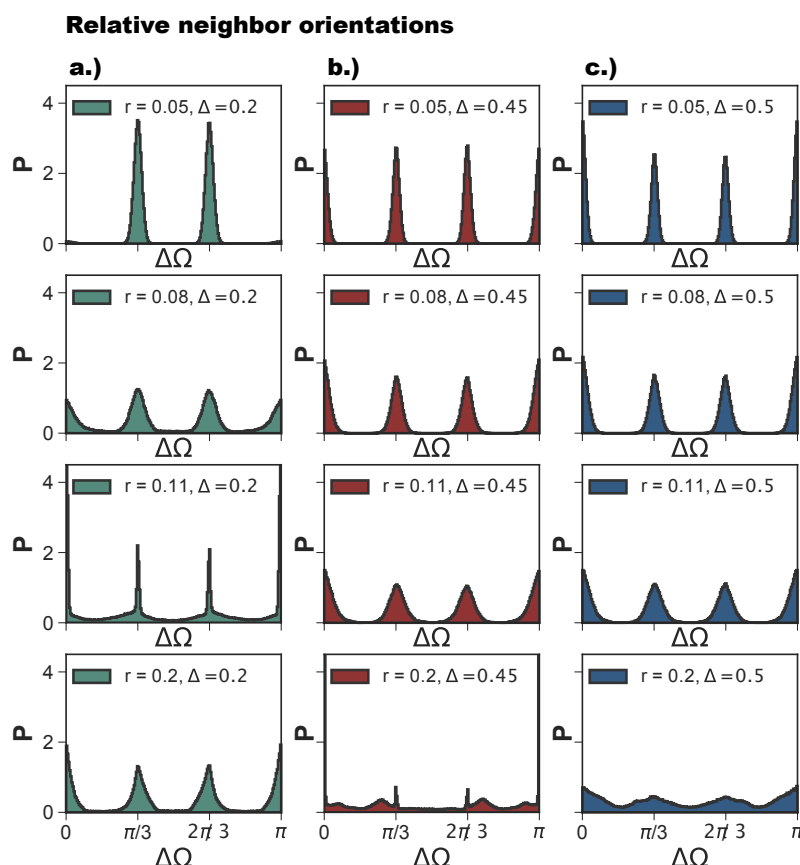 Relative neighbor orientations
a.) b.) c.)
4 r = 0.05, Δ = 0.2 r = 0.05, Δ = 0.45 r = 0.05, Δ = 0.5
P 2 P P
0
ΔΩ ΔΩ ΔΩ
4 r = 0.08, Δ = 0.2 r = 0.08, Δ = 0.45 r = 0.08, Δ = 0.5
P 2 P P
0
ΔΩ ΔΩ ΔΩ
4 r = 0.11, Δ = 0.2 r = 0.11, Δ = 0.45 r = 0.11, Δ = 0.5
P 2 P P
0
ΔΩ ΔΩ ΔΩ
4 r = 0.2, Δ = 0.2 r = 0.2, Δ = 0.45 r = 0.2, Δ = 0.5
P 2 P P
0
0 π/3 2π/3 π 0 π/3 2π/3 π 0 π/3 2π/3 π
ΔΩ ΔΩ ΔΩ